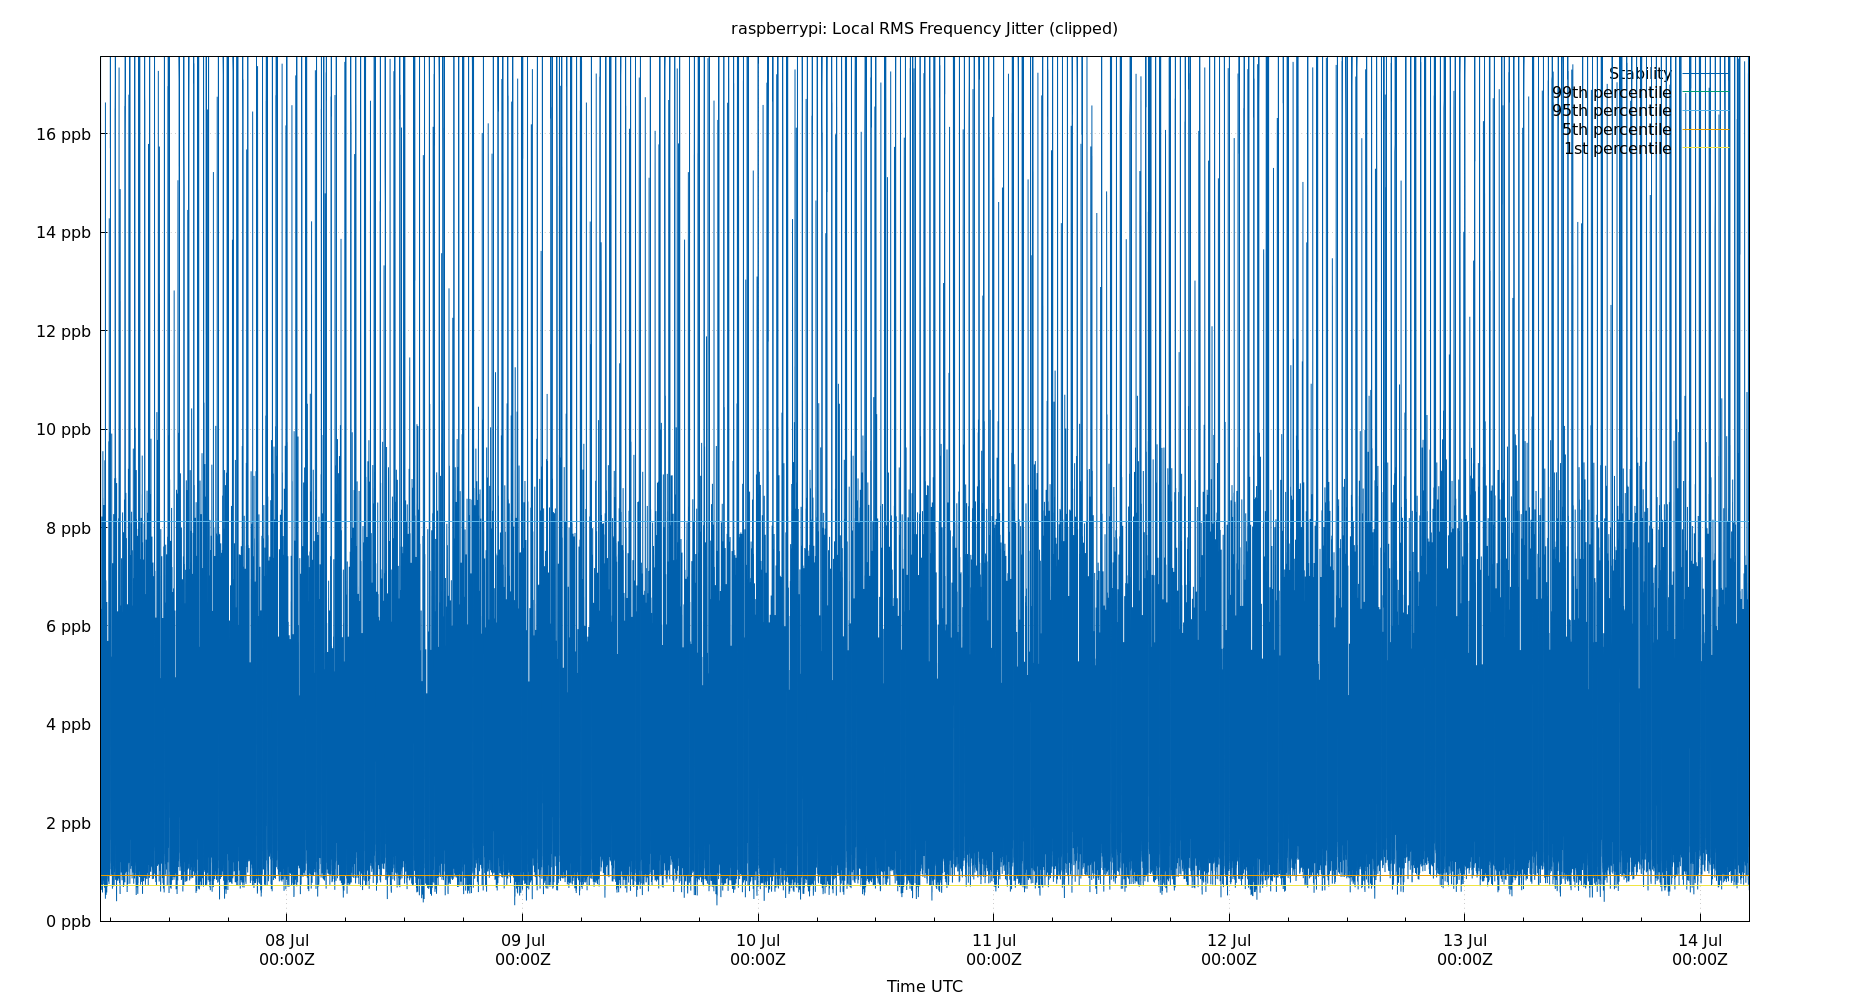 raspberrypi: Local RMS Frequency Jitter (clipped)
Stability
99th percentile
95th percentile
5th percentile
1st percentile
16 ppb
14 ppb
12 ppb
10 ppb
8 ppb
6 ppb
4 ppb
2 ppb
0 ppb
08 Jul 09 Jul 10 Jul 11 Jul 12 Jul 13 Jul 14 Jul
00:00Z 00:00Z 00:00Z 00:00Z 00:00Z 00:00Z 00:00Z
Time UTC